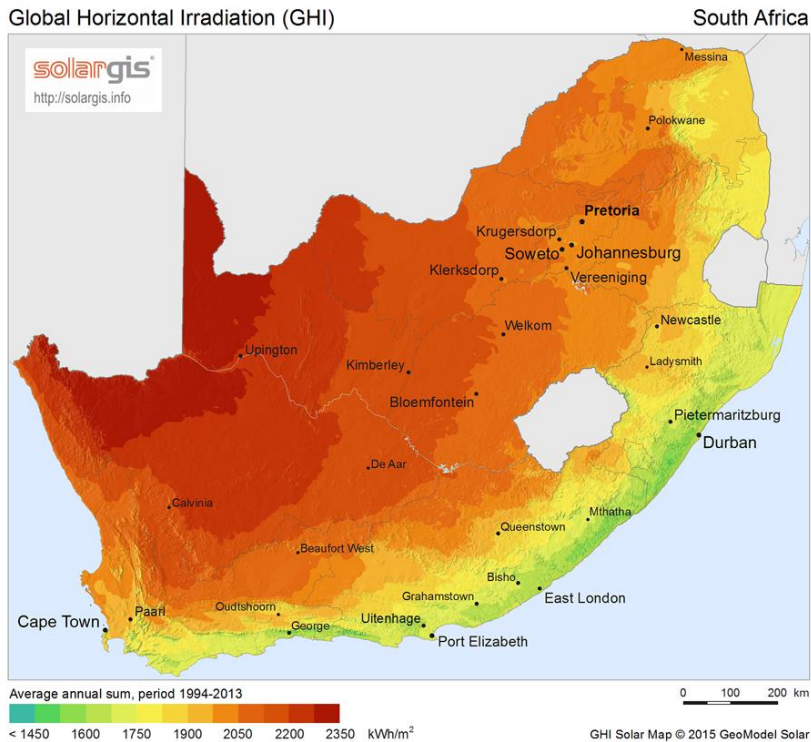 Global Horizontal Irradiation (GHI)
South Africa
solargis
http://solargis.info
Messina
Polokwane
Pretoria
Krugersdorp
Soweto
Johannesburg
Klerksdorp
Vereeniging
Welkom
Newcastle
Upington
Kimberley
Ladysmith
Bloemfontein
Pietermaritzburg
Durban
De Aar
Calvinia
Mthatha
Queenstown
Beaufort West
Bisho
East London
Grahamstown
Oudtshoorn
Paarl
Cape Town
George
Uitenhage
Port Elizabeth
Average annual sum, period 1994-2013
0 100 200 km
< 1450 1600 1750 1900 2050 2200 2350 kWh/m²
GHI Solar Map © 2015 GeoModel Solar